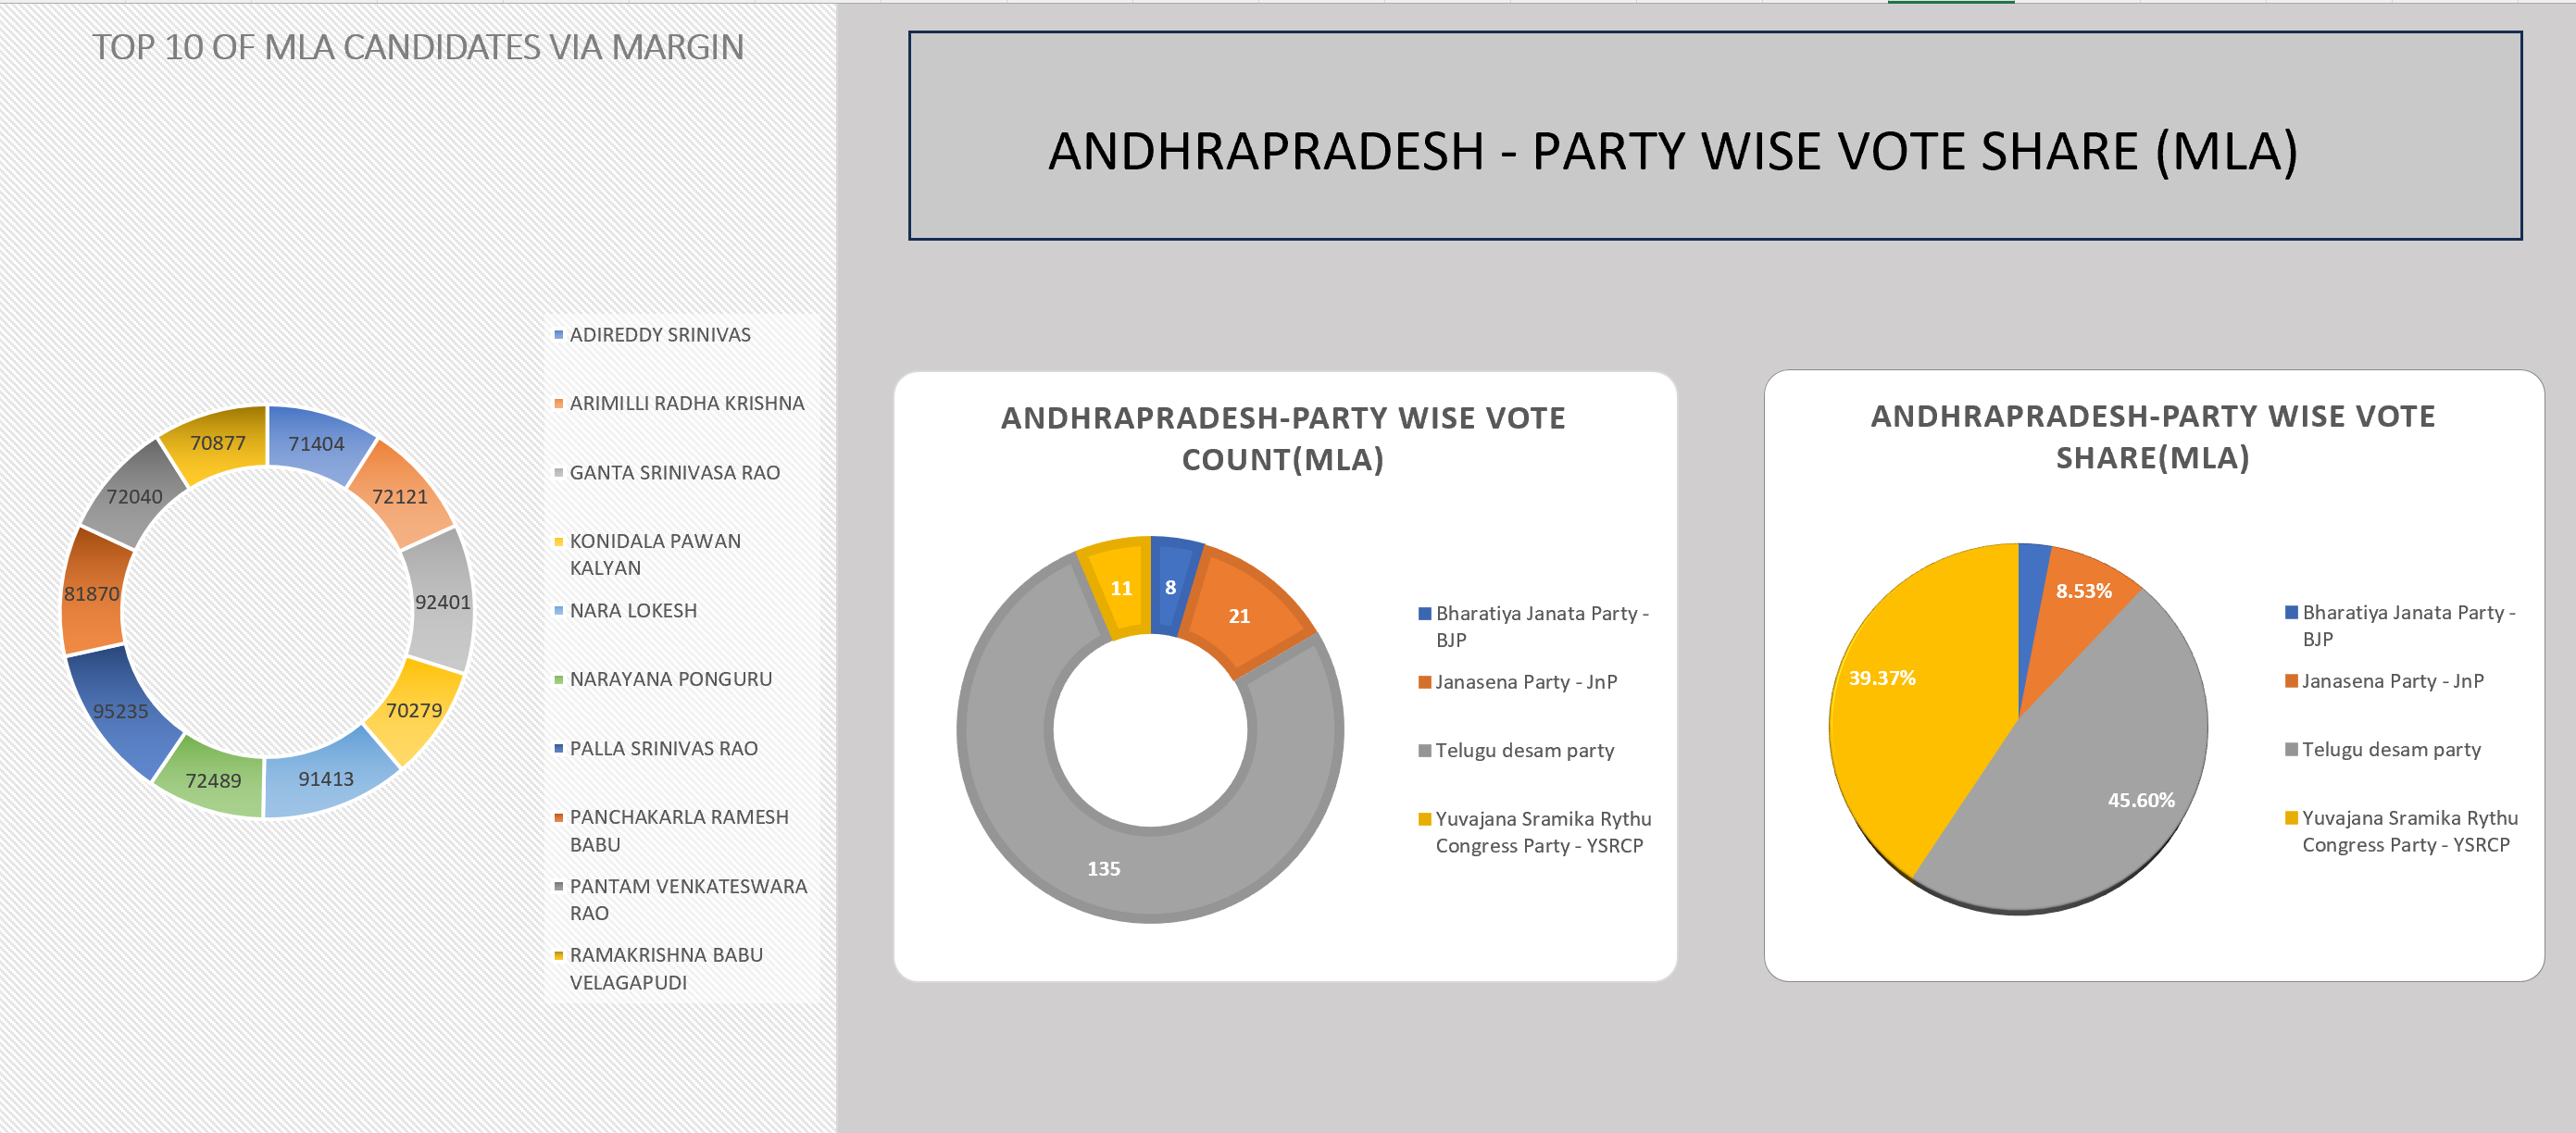 TOP 10 OF MLA CANDIDATES VIA MARGIN
70877
71404
72040
72121
81870
92401
95235
70279
72489
91413
ADIREDDY SRINIVAS
ARIMILLI RADHA KRISHNA
GANTA SRINIVASA RAO
KONIDALA PAWAN
KALYAN
NARA LOKESH
NARAYANA PONGURU
PALLA SRINIVAS RAO
PANCHAKARLA RAMESH
BABU
PANTAM VENKATESWARA
RAO
RAMAKRISHNA BABU
VELAGAPUDI
ANDHRAPRADESH - PARTY WISE VOTE SHARE (MLA)
ANDHRAPRADESH-PARTY WISE VOTE
COUNT(MLA)
11
8
21
135
Bharatiya Janata Party -
BJP
Janasena Party - JnP
Telugu desam party
Yuvajana Sramika Rythu
Congress Party - YSRCP
ANDHRAPRADESH-PARTY WISE VOTE
SHARE(MLA)
8.53%
39.37%
45.60%
Bharatiya Janata Party -
BJP
Janasena Party - JnP
Telugu desam party
Yuvajana Sramika Rythu
Congress Party - YSRCP